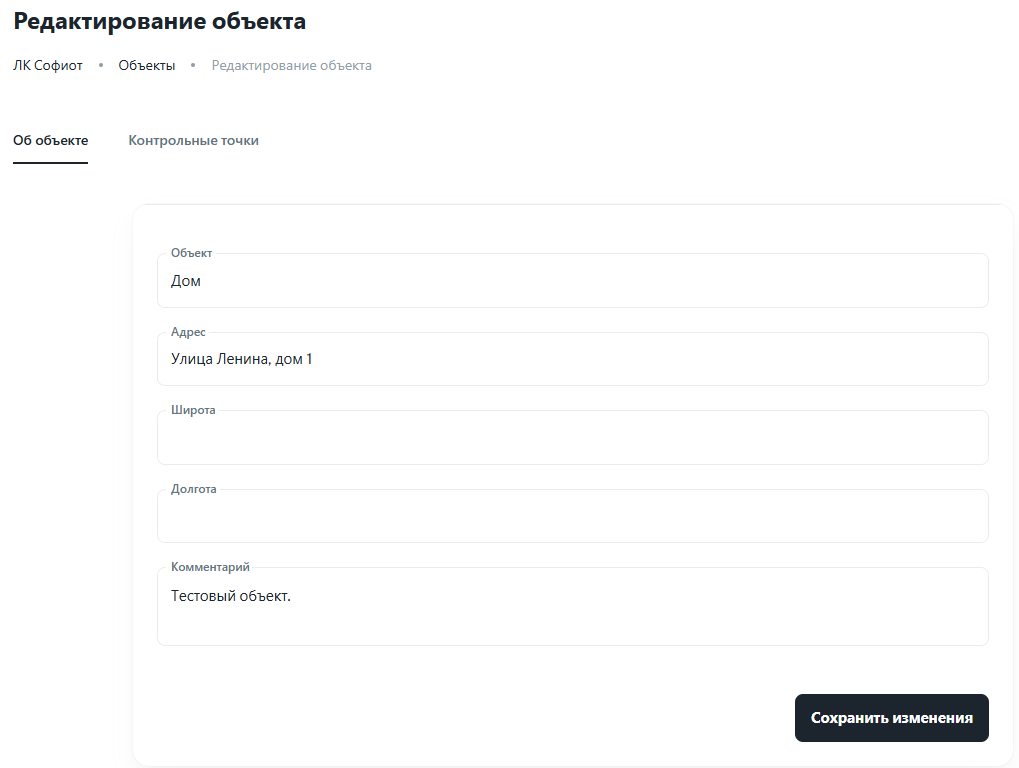 Редактирование объекта
ЛК Софиот • Объекты • Редактирование объекта
Об объекте Контрольные точки
Объект
Дом
Адрес
Улица Ленина, дом 1
Широта
Долгота
Комментарий
Тестовый объект.
Сохранить изменения